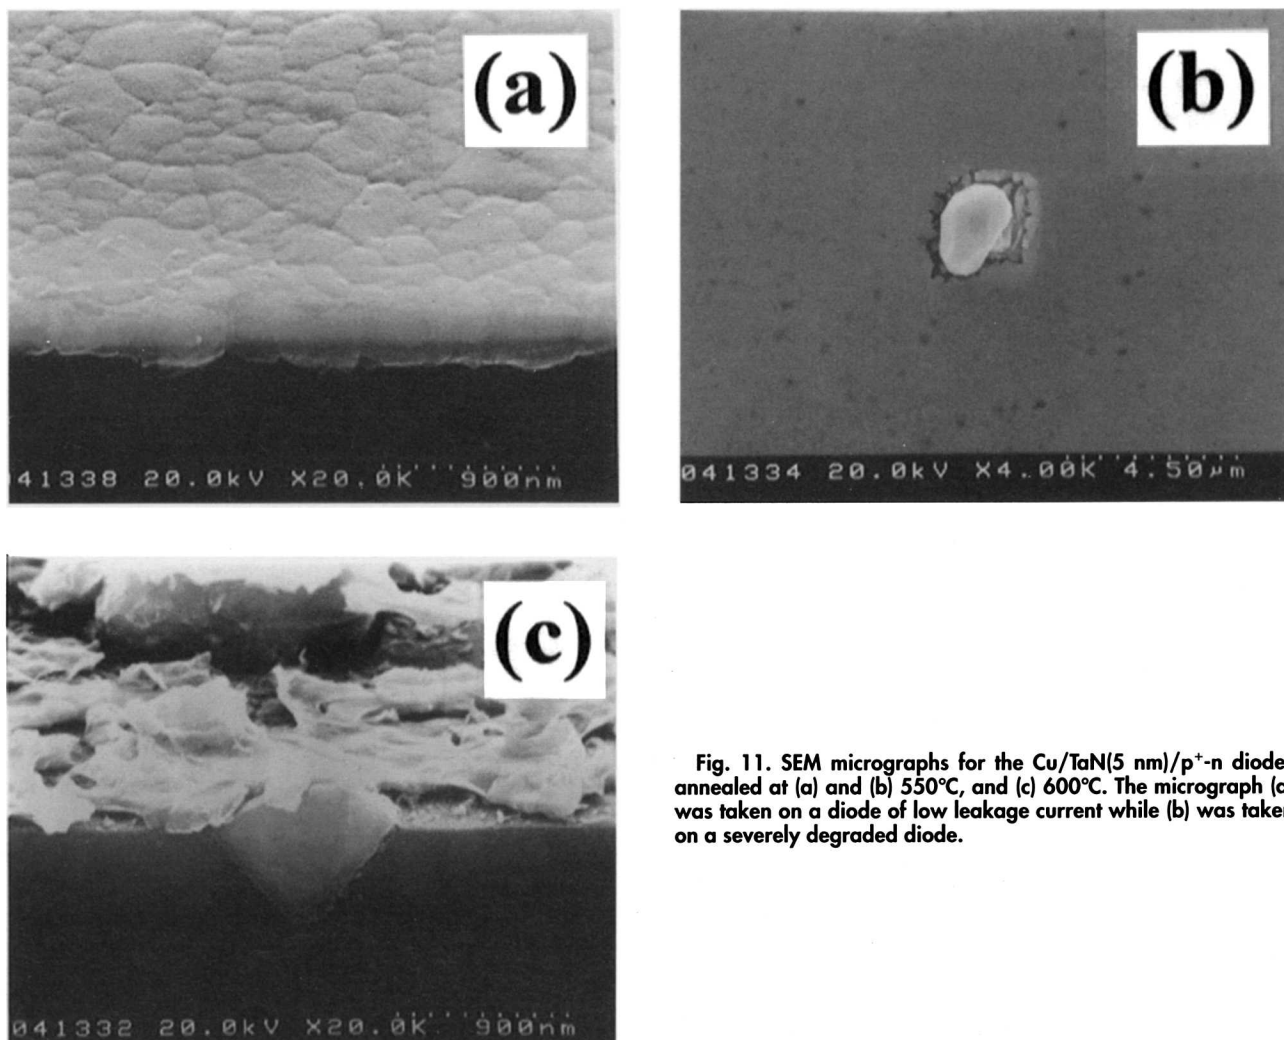 (a)
041338 20.0kV X20.0K 900nm
(b)
041334 20.0kV X4.00K 4.50µm
(c)
041332 20.0kV X20.0K 900nm
Fig. 11. SEM micrographs for the Cu/TaN(5 nm)/p⁺-n diode
annealed at (a) and (b) 550°C, and (c) 600°C. The micrograph (a
was taken on a diode of low leakage current while (b) was taken
on a severely degraded diode.